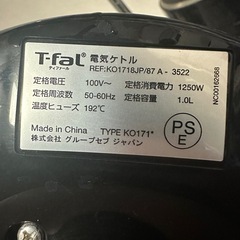 T-fal 電気ケトル
ティファール
REF:KO1718JP/87 A - 3522
定格電圧 100V～ 定格消費電力 1250W
定格周波数 50-60Hz 定格容量 1.0L
温度ヒューズ 192℃
Made in China TYPE KO171*
株式会社 グループセブ ジャパン
PS
E
NC00162668